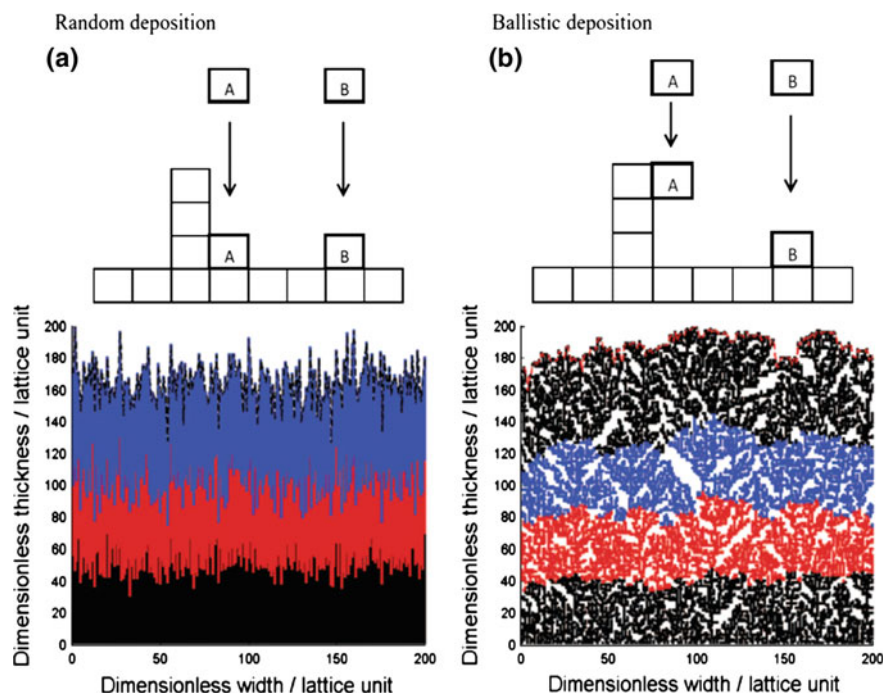 Random deposition
Ballistic deposition
(a)
(b)
A
B
A
B
A
B
A
B
Dimensionless thickness / lattice unit
200
180
160
140
120
100
80
60
40
20
0
0
50
100
150
200
Dimensionless width / lattice unit
Dimensionless thickness / lattice unit
200
180
160
140
120
100
80
60
40
20
0
0
50
100
150
200
Dimensionless width / lattice unit